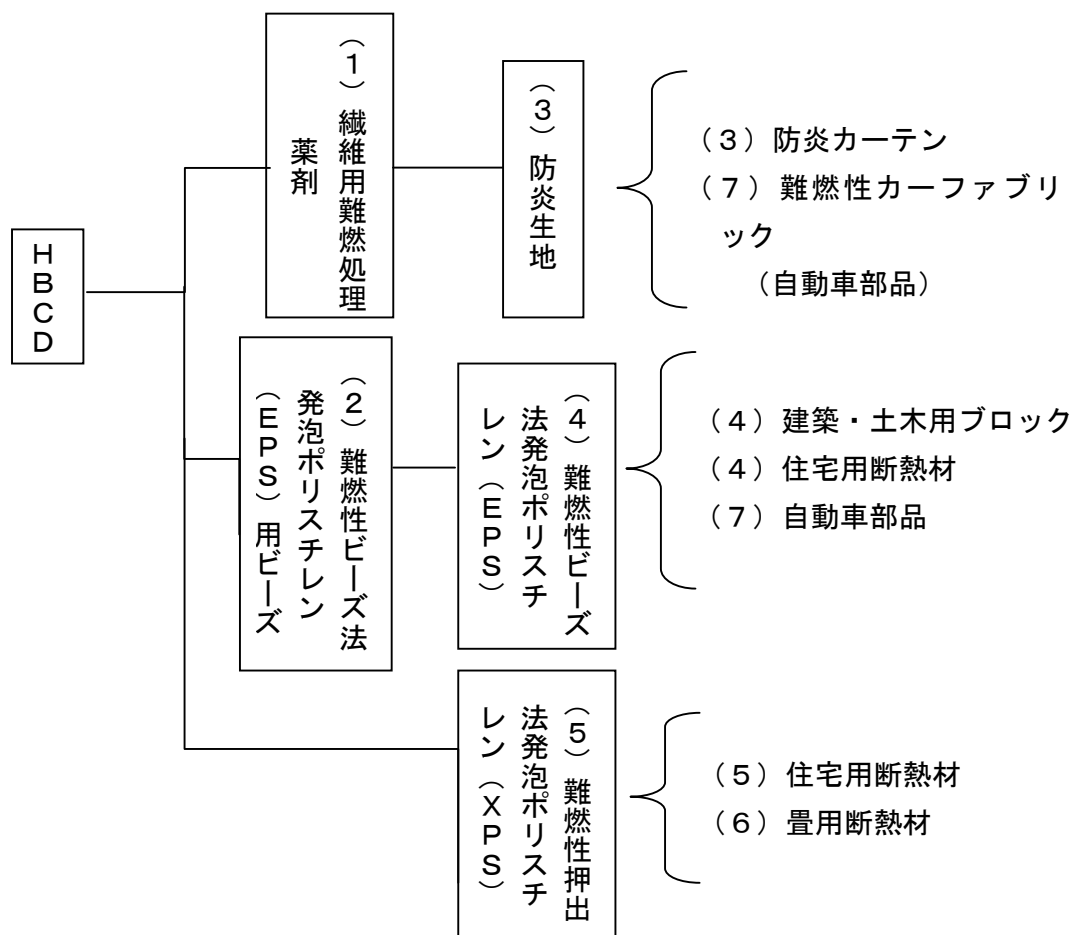 HBCD
(1)繊維用難燃処理
薬剤
(3)防炎生地
(3)防炎カーテン
(7)難燃性カーファブリ
ック
(自動車部品)
(2)難燃性ビーズ法
発泡ポリスチレン
(EPS)用ビーズ
(4)難燃性ビーズ
法発泡ポリスチ
レン(EPS)
(4)建築・土木用ブロック
(4)住宅用断熱材
(7)自動車部品
(5)難燃性押出
法発泡ポリスチ
レン(XPS)
(5)住宅用断熱材
(6)畳用断熱材